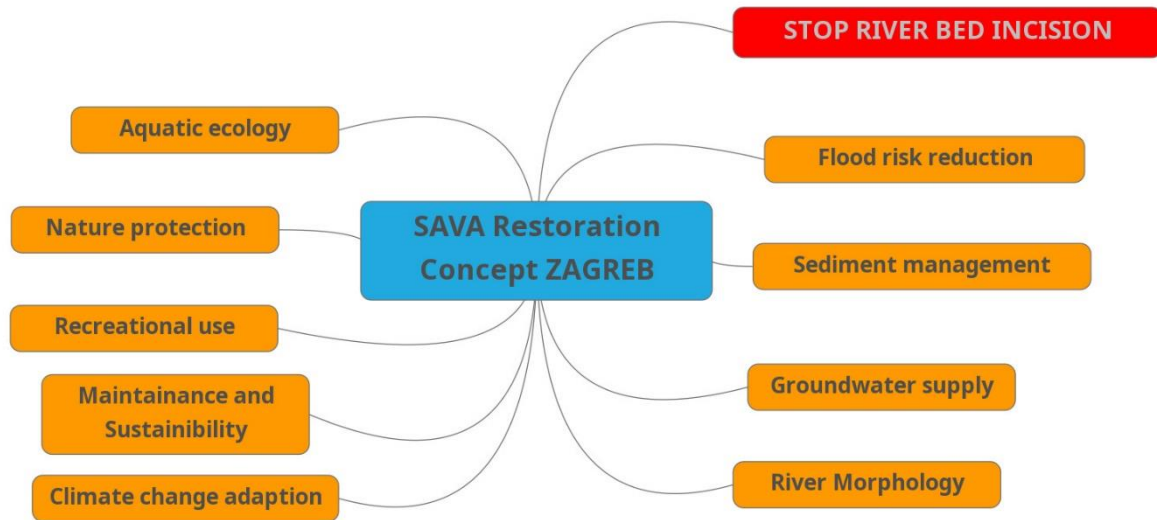 STOP RIVER BED INCISION
Aquatic ecology
Flood risk reduction
Nature protection
SAVA Restoration
Concept ZAGREB
Sediment management
Recreational use
Maintainance and
Sustainibility
Groundwater supply
Climate change adaption
River Morphology